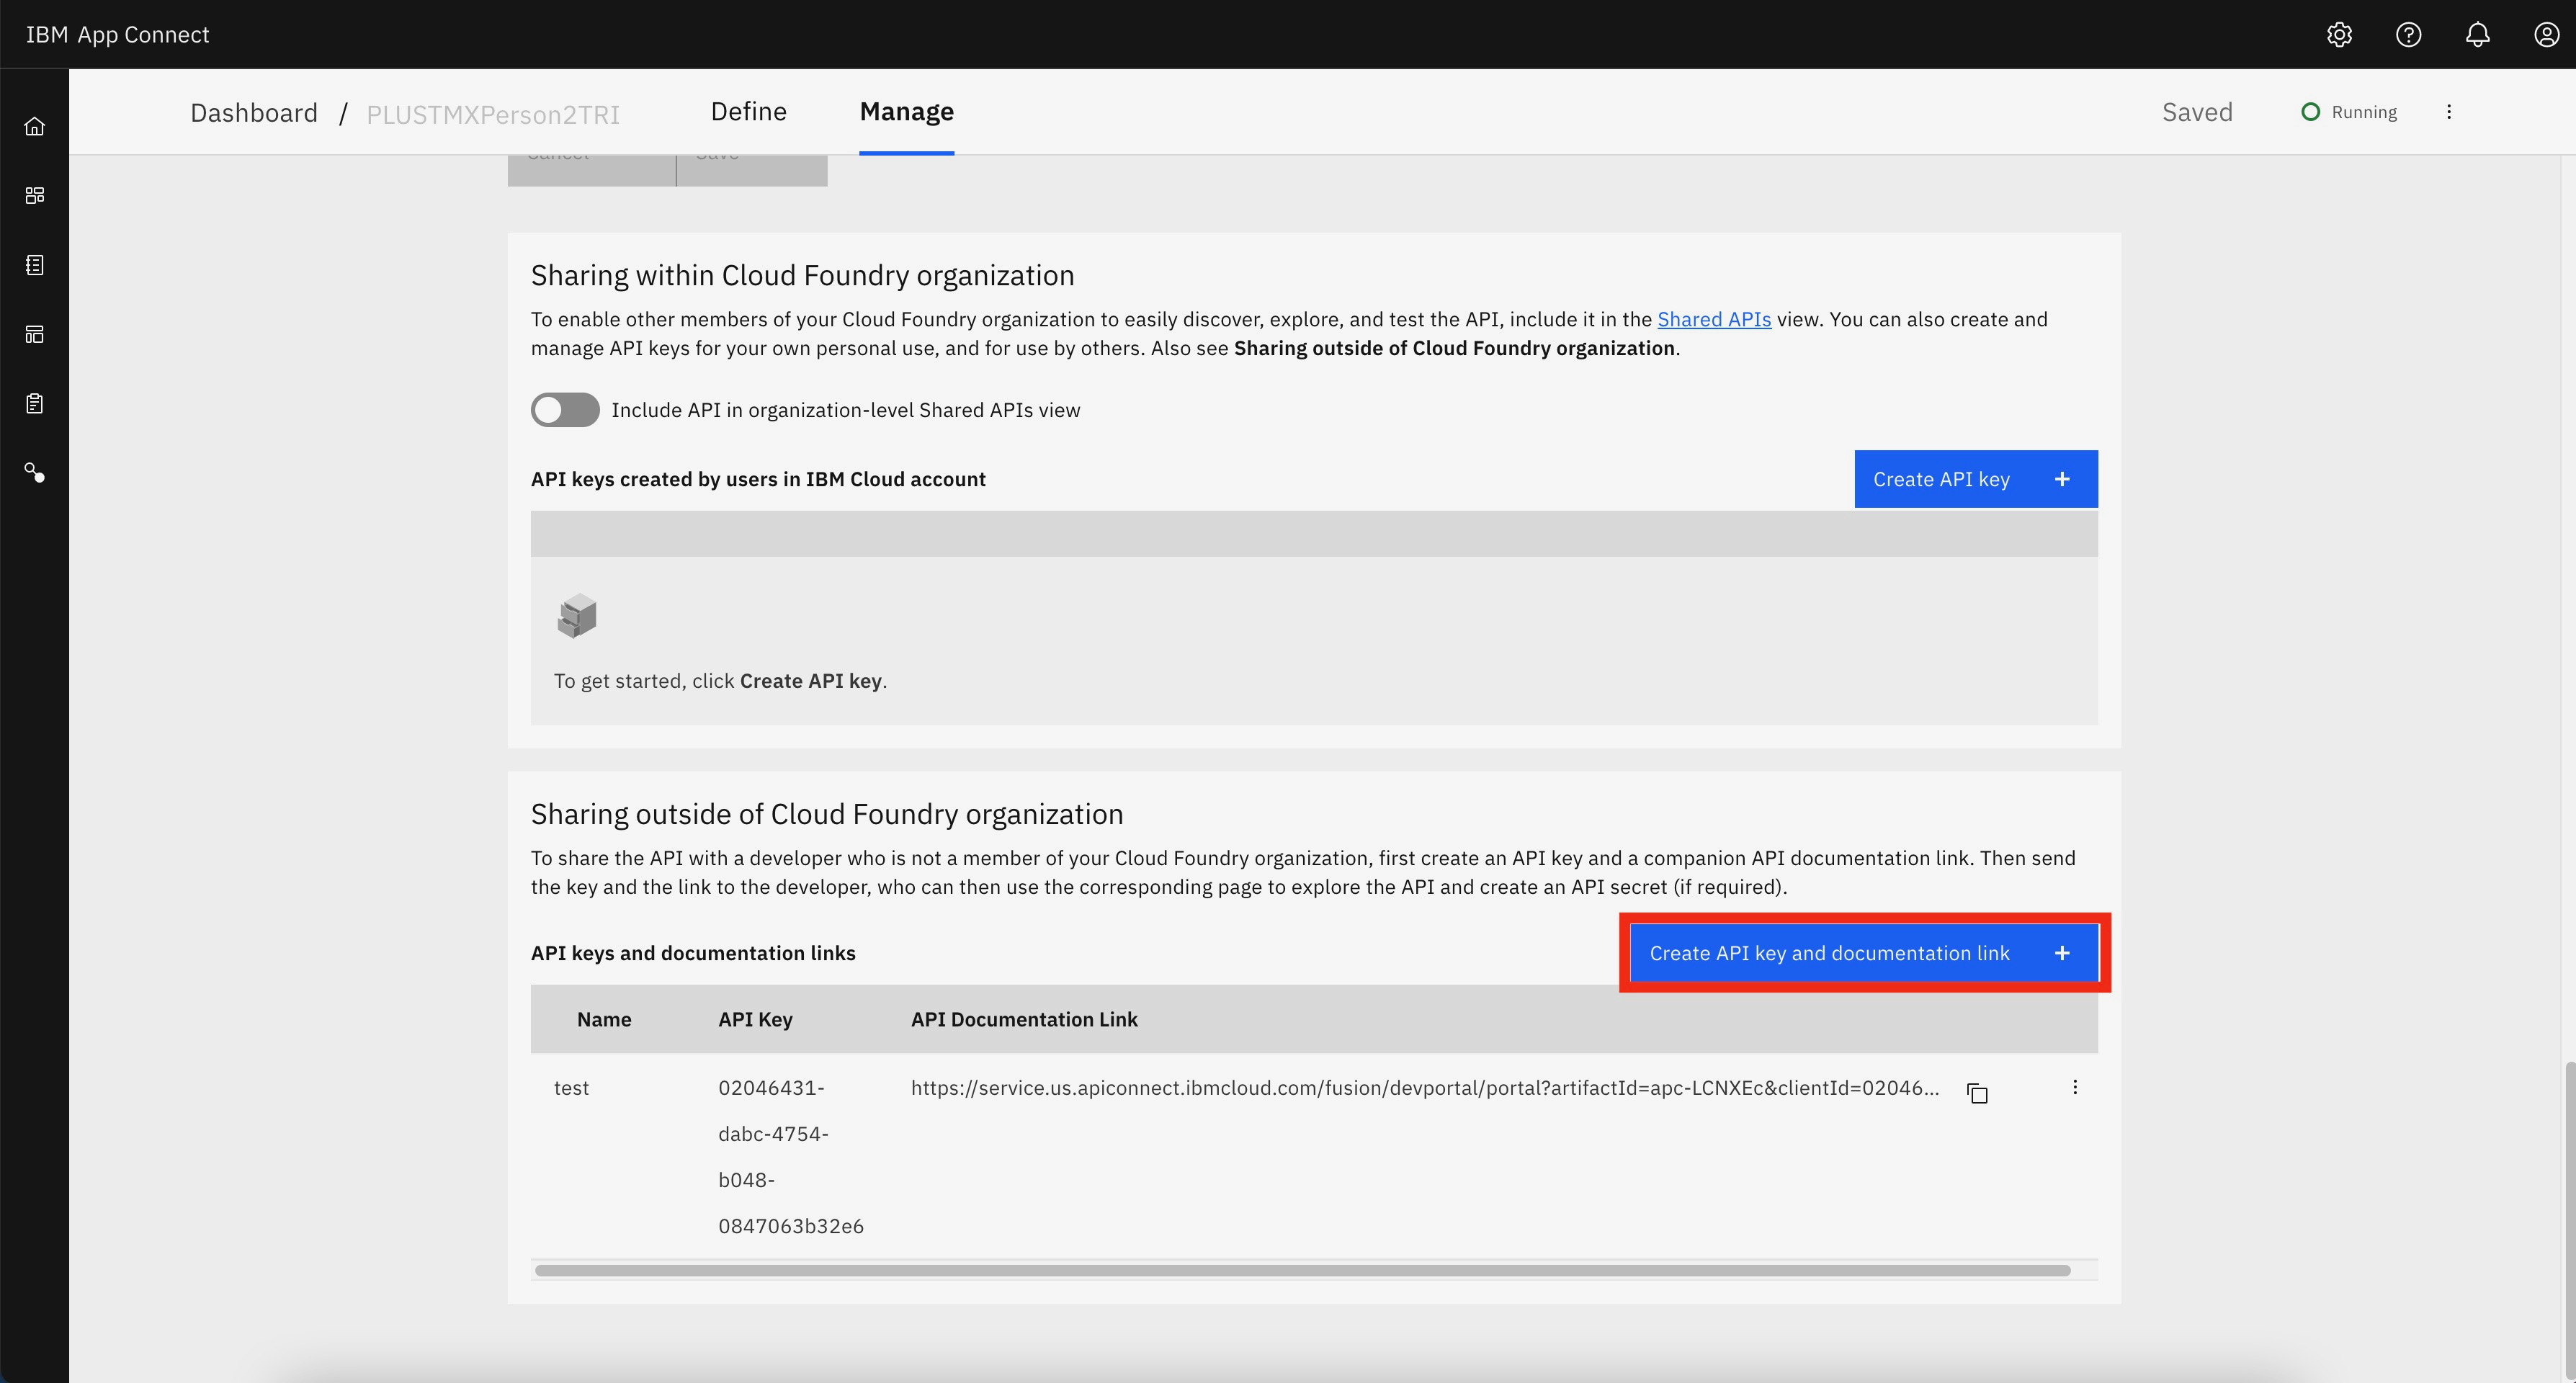 IBM App Connect
Dashboard / PLUSTMXPerson2TRI Define Manage Saved Running
Cancel Save
Sharing within Cloud Foundry organization
To enable other members of your Cloud Foundry organization to easily discover, explore, and test the API, include it in the Shared APIs view. You can also create and
manage API keys for your own personal use, and for use by others. Also see Sharing outside of Cloud Foundry organization.
Include API in organization-level Shared APIs view
API keys created by users in IBM Cloud account
Create API key +
To get started, click Create API key.
Sharing outside of Cloud Foundry organization
To share the API with a developer who is not a member of your Cloud Foundry organization, first create an API key and a companion API documentation link. Then send
the key and the link to the developer, who can then use the corresponding page to explore the API and create an API secret (if required).
API keys and documentation links
Create API key and documentation link +
Name API Key API Documentation Link
test 02046431- https://service.us.apiconnect.ibmcloud.com/fusion/devportal/portal?artifactId=apc-LCNXEc&clientId=02046...
dabc-4754-
b048-
0847063b32e6